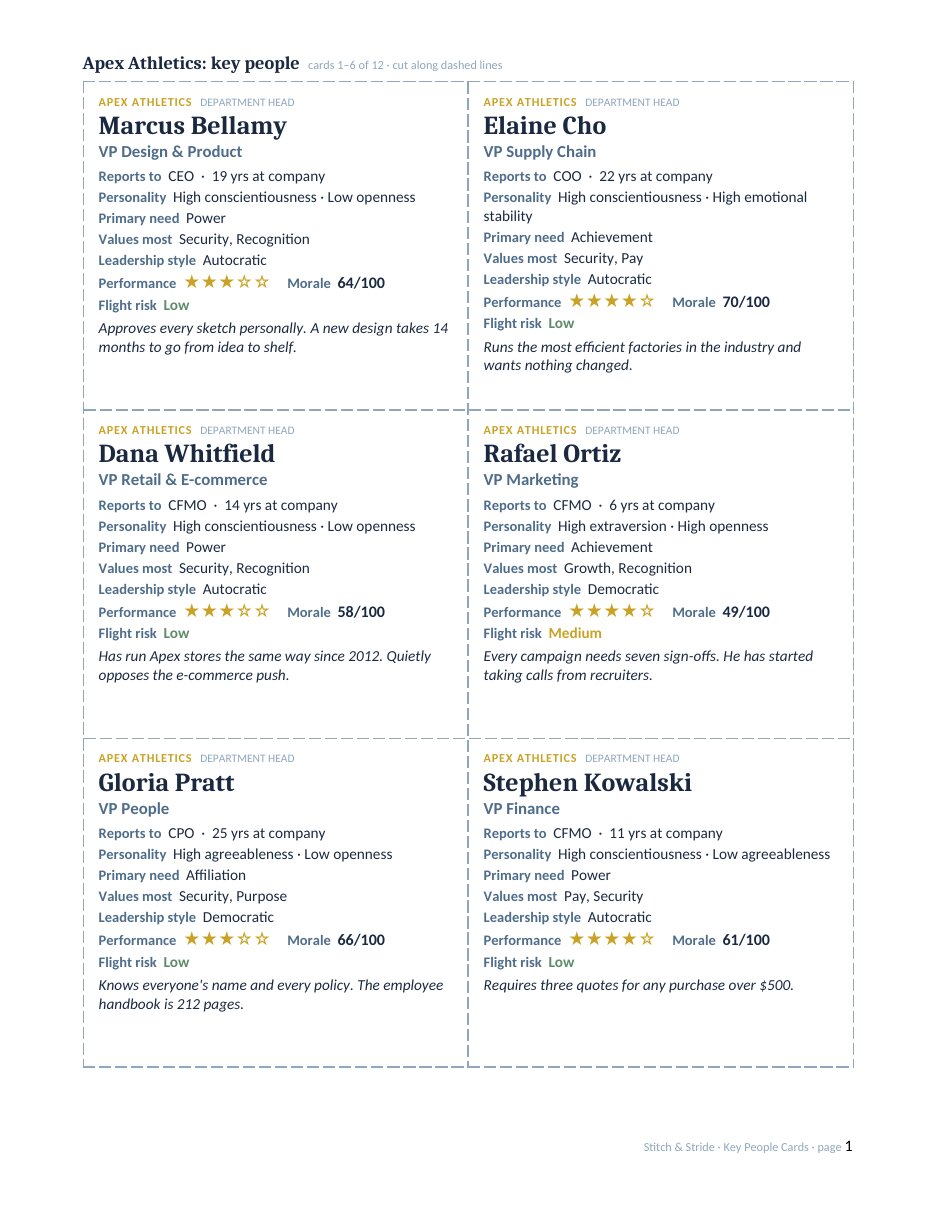 Apex Athletics: key people cards 1–6 of 12 · cut along dashed lines
APEX ATHLETICS DEPARTMENT HEAD
Marcus Bellamy
VP Design & Product
Reports to CEO · 19 yrs at company
Personality High conscientiousness · Low openness
Primary need Power
Values most Security, Recognition
Leadership style Autocratic
Performance ★★★☆☆ Morale 64/100
Flight risk Low
Approves every sketch personally. A new design takes 14
months to go from idea to shelf.
APEX ATHLETICS DEPARTMENT HEAD
Elaine Cho
VP Supply Chain
Reports to COO · 22 yrs at company
Personality High conscientiousness · High emotional
stability
Primary need Achievement
Values most Security, Pay
Leadership style Autocratic
Performance ★★★★☆ Morale 70/100
Flight risk Low
Runs the most efficient factories in the industry and
wants nothing changed.
APEX ATHLETICS DEPARTMENT HEAD
Dana Whitfield
VP Retail & E-commerce
Reports to CFMO · 14 yrs at company
Personality High conscientiousness · Low openness
Primary need Power
Values most Security, Recognition
Leadership style Autocratic
Performance ★★★☆☆ Morale 58/100
Flight risk Low
Has run Apex stores the same way since 2012. Quietly
opposes the e-commerce push.
APEX ATHLETICS DEPARTMENT HEAD
Rafael Ortiz
VP Marketing
Reports to CFMO · 6 yrs at company
Personality High extraversion · High openness
Primary need Achievement
Values most Growth, Recognition
Leadership style Democratic
Performance ★★★★☆ Morale 49/100
Flight risk Medium
Every campaign needs seven sign-offs. He has started
taking calls from recruiters.
APEX ATHLETICS DEPARTMENT HEAD
Gloria Pratt
VP People
Reports to CPO · 25 yrs at company
Personality High agreeableness · Low openness
Primary need Affiliation
Values most Security, Purpose
Leadership style Democratic
Performance ★★★☆☆ Morale 66/100
Flight risk Low
Knows everyone's name and every policy. The employee
handbook is 212 pages.
APEX ATHLETICS DEPARTMENT HEAD
Stephen Kowalski
VP Finance
Reports to CFMO · 11 yrs at company
Personality High conscientiousness · Low agreeableness
Primary need Power
Values most Pay, Security
Leadership style Autocratic
Performance ★★★★☆ Morale 61/100
Flight risk Low
Requires three quotes for any purchase over $500.
Stitch & Stride · Key People Cards · page 1